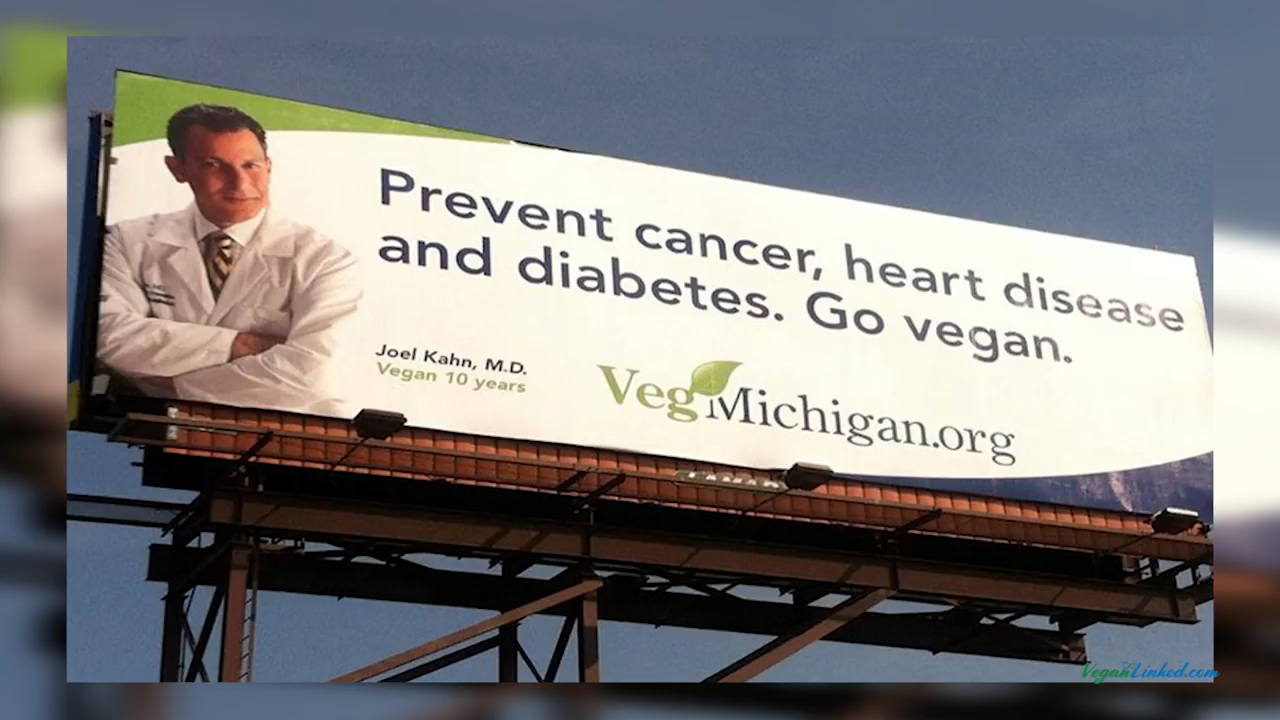 Prevent cancer, heart disease
and diabetes. Go vegan.
Joel Kahn, M.D.
Vegan 10 years
VegMichigan.org
VeganLinked.com